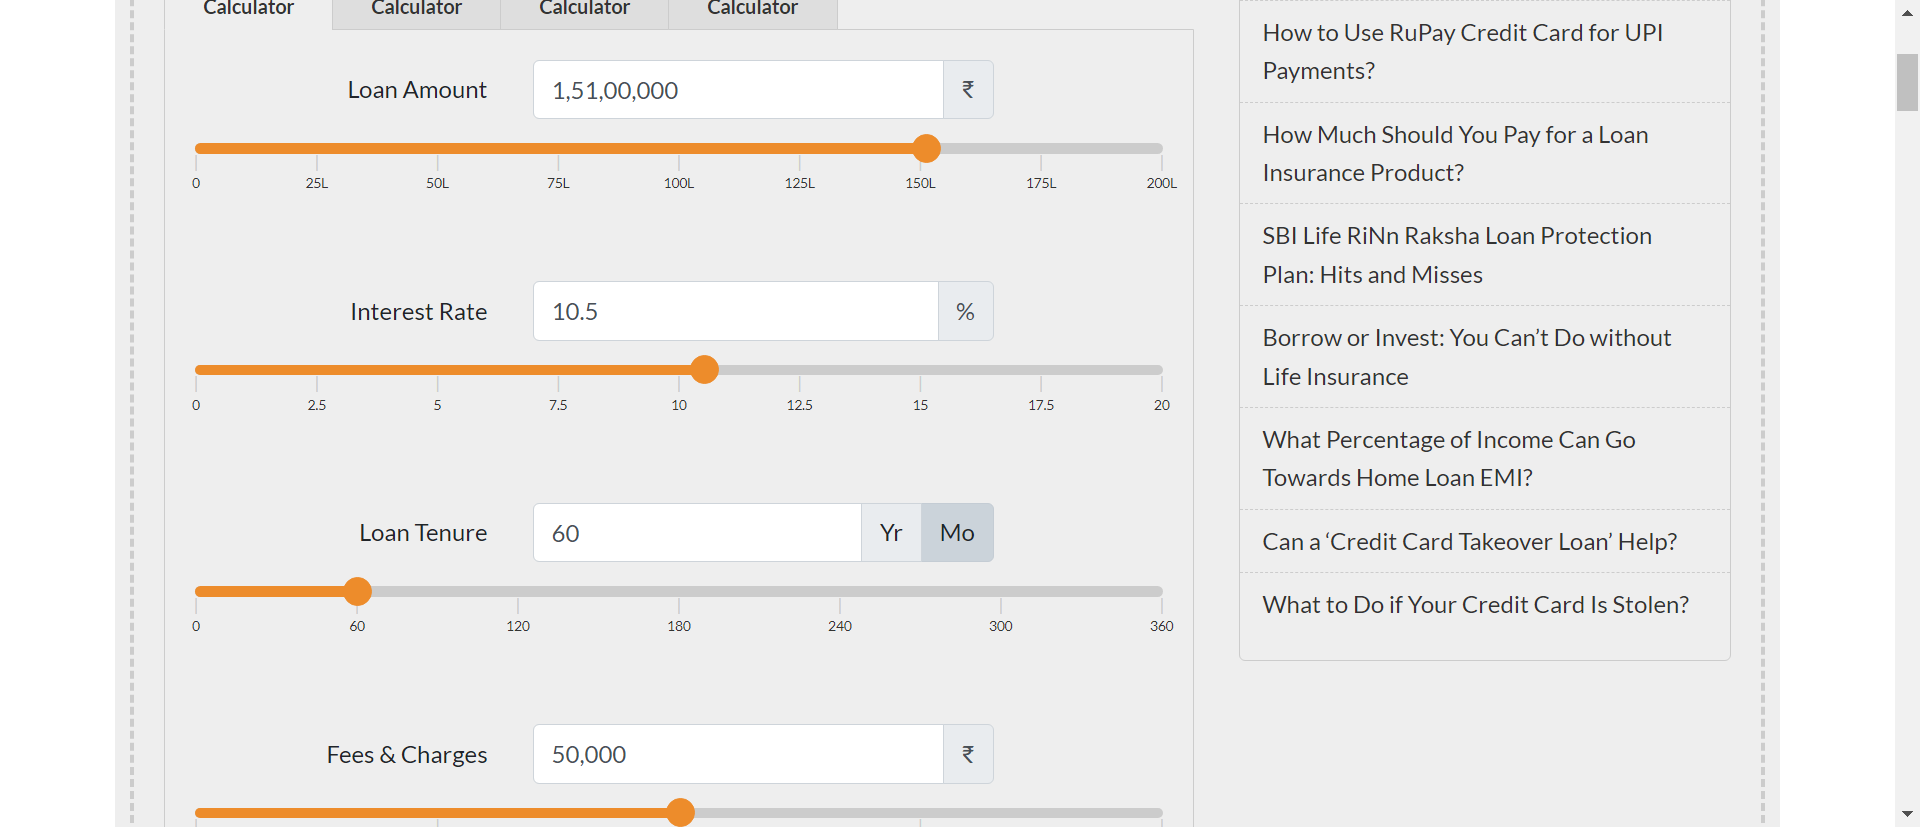 Calculator Calculator Calculator Calculator
Loan Amount 1,51,00,000 ₹
0 25L 50L 75L 100L 125L 150L 175L 200L
Interest Rate 10.5 %
0 2.5 5 7.5 10 12.5 15 17.5 20
Loan Tenure 60 Yr Mo
0 60 120 180 240 300 360
Fees & Charges 50,000 ₹
How to Use RuPay Credit Card for UPI
Payments?
How Much Should You Pay for a Loan
Insurance Product?
SBI Life RiNn Raksha Loan Protection
Plan: Hits and Misses
Borrow or Invest: You Can’t Do without
Life Insurance
What Percentage of Income Can Go
Towards Home Loan EMI?
Can a ‘Credit Card Takeover Loan’ Help?
What to Do if Your Credit Card Is Stolen?